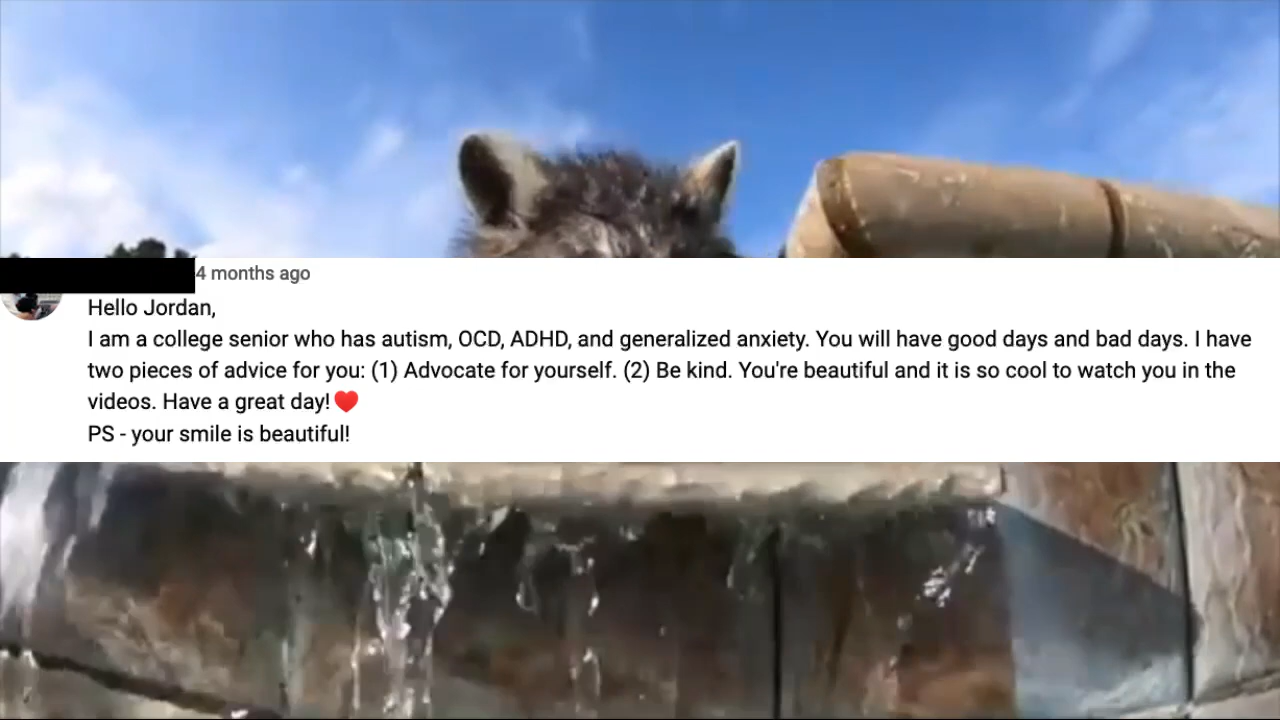 4 months ago
Hello Jordan,
I am a college senior who has autism, OCD, ADHD, and generalized anxiety. You will have good days and bad days. I have
two pieces of advice for you: (1) Advocate for yourself. (2) Be kind. You're beautiful and it is so cool to watch you in the
videos. Have a great day!♥️
PS - your smile is beautiful!